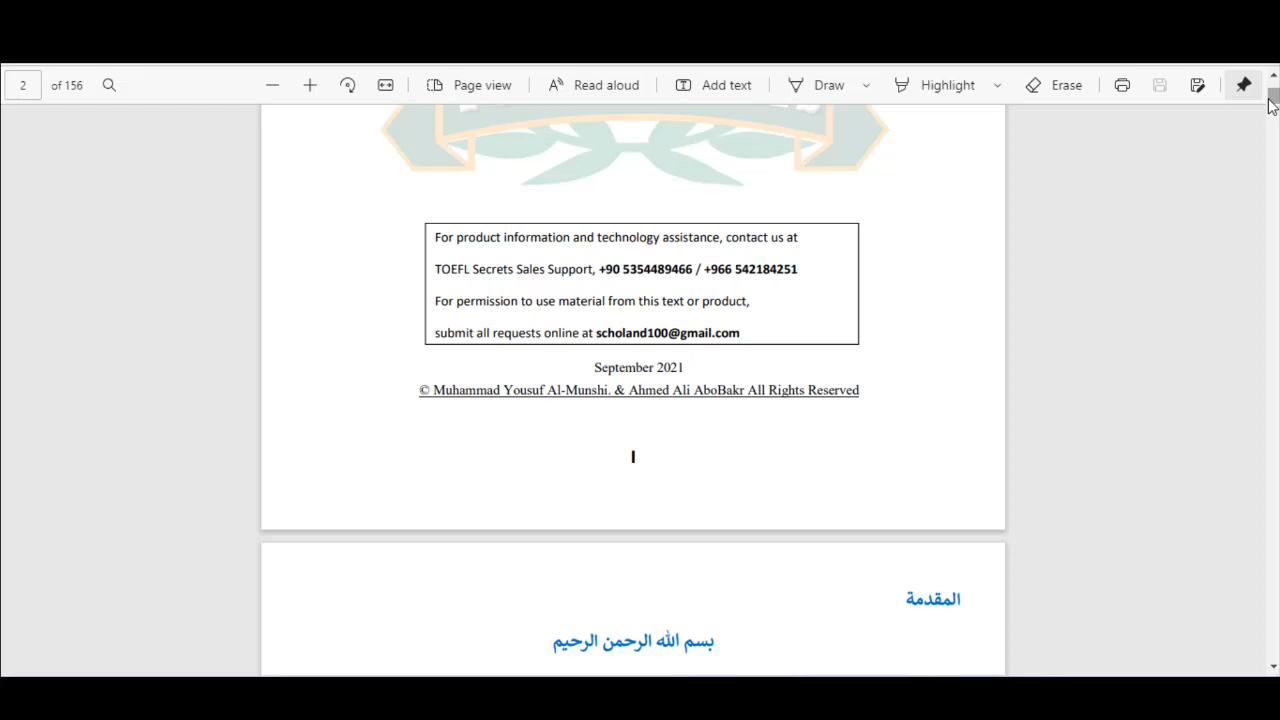 2 of 156 Page view Read aloud Add text Draw Highlight Erase
For product information and technology assistance, contact us at
TOEFL Secrets Sales Support, +90 5354489466 / +966 542184251
For permission to use material from this text or product,
submit all requests online at scholand100@gmail.com
September 2021
© Muhammad Yousuf Al-Munshi. & Ahmed Ali AboBakr All Rights Reserved
المقدمة
بسم الله الرحمن الرحيم